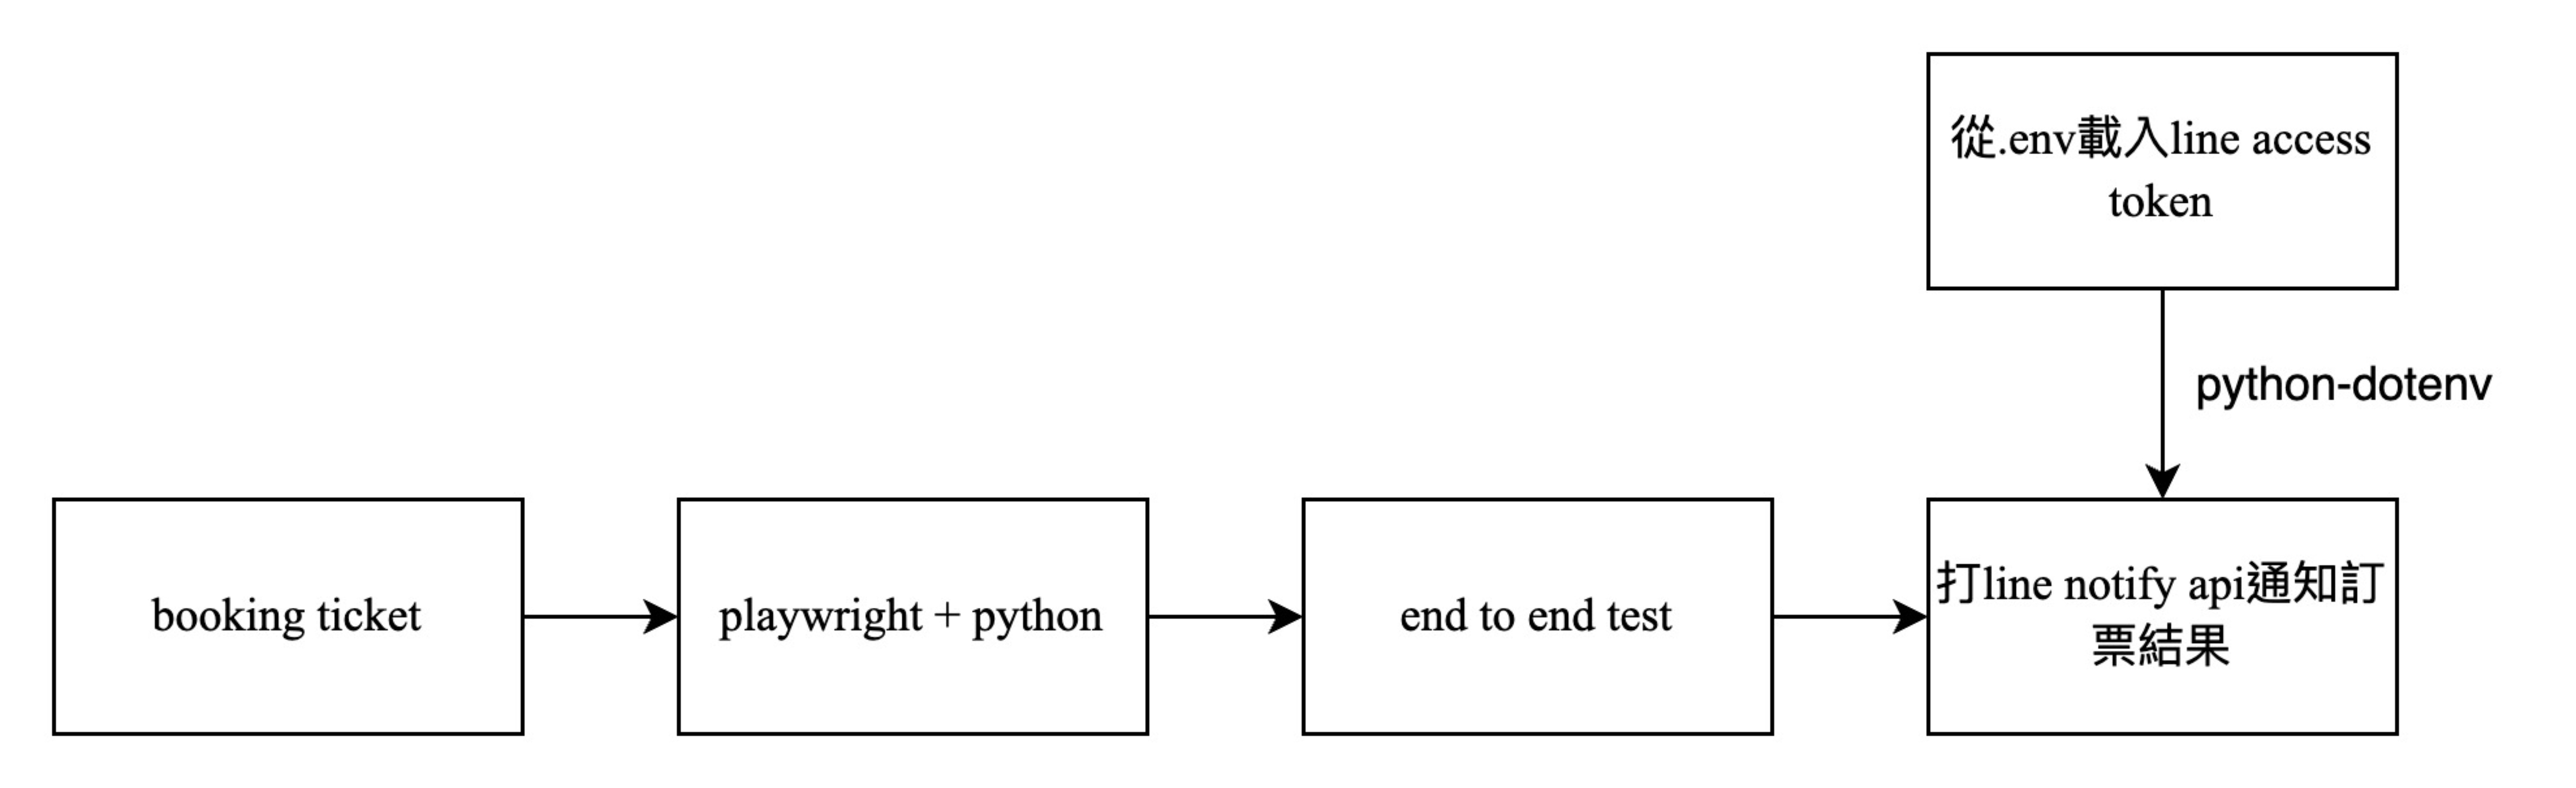 從.env載入line access
token
python-dotenv
booking ticket
playwright + python
end to end test
打line notify api通知訂
票結果